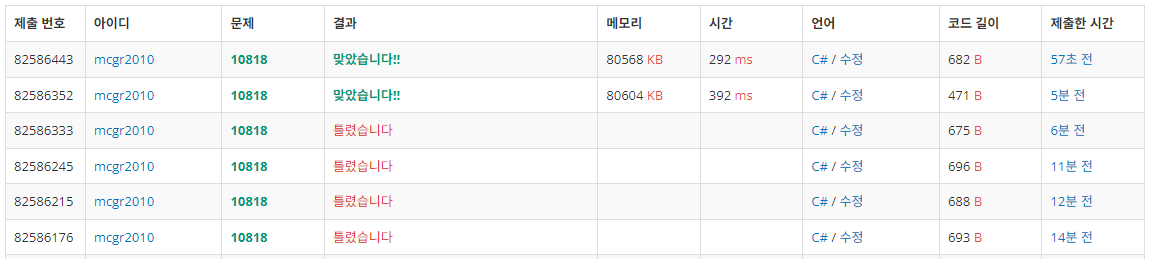 제출 번호 아이디 문제 결과 메모리 시간 언어 코드 길이 제출한 시간
82586443 mcgr2010 10818 맞았습니다!! 80568 KB 292 ms C# / 수정 682 B 57초 전
82586352 mcgr2010 10818 맞았습니다!! 80604 KB 392 ms C# / 수정 471 B 5분 전
82586333 mcgr2010 10818 틀렸습니다 C# / 수정 675 B 6분 전
82586245 mcgr2010 10818 틀렸습니다 C# / 수정 696 B 11분 전
82586215 mcgr2010 10818 틀렸습니다 C# / 수정 688 B 12분 전
82586176 mcgr2010 10818 틀렸습니다 C# / 수정 693 B 14분 전